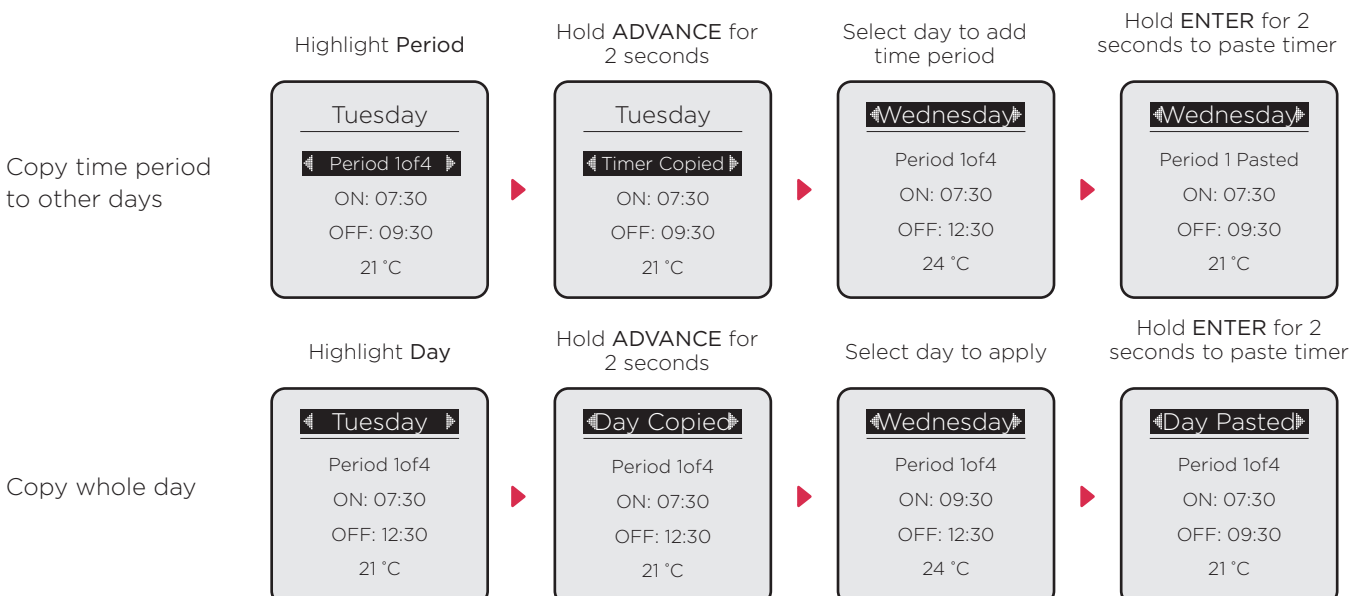 Copy time period
to other days
Highlight Period
Tuesday
Period 1of4
ON: 07:30
OFF: 09:30
21 °C
Hold ADVANCE for
2 seconds
Tuesday
Timer Copied
ON: 07:30
OFF: 09:30
21 °C
Select day to add
time period
Wednesday
Period 1of4
ON: 07:30
OFF: 12:30
24 °C
Hold ENTER for 2
seconds to paste timer
Wednesday
Period 1 Pasted
ON: 07:30
OFF: 09:30
21 °C
Copy whole day
Highlight Day
Tuesday
Period 1of4
ON: 07:30
OFF: 12:30
21 °C
Hold ADVANCE for
2 seconds
Day Copied
Period 1of4
ON: 07:30
OFF: 12:30
21 °C
Select day to apply
Wednesday
Period 1of4
ON: 09:30
OFF: 12:30
24 °C
Hold ENTER for 2
seconds to paste timer
Day Pasted
Period 1of4
ON: 07:30
OFF: 09:30
21 °C